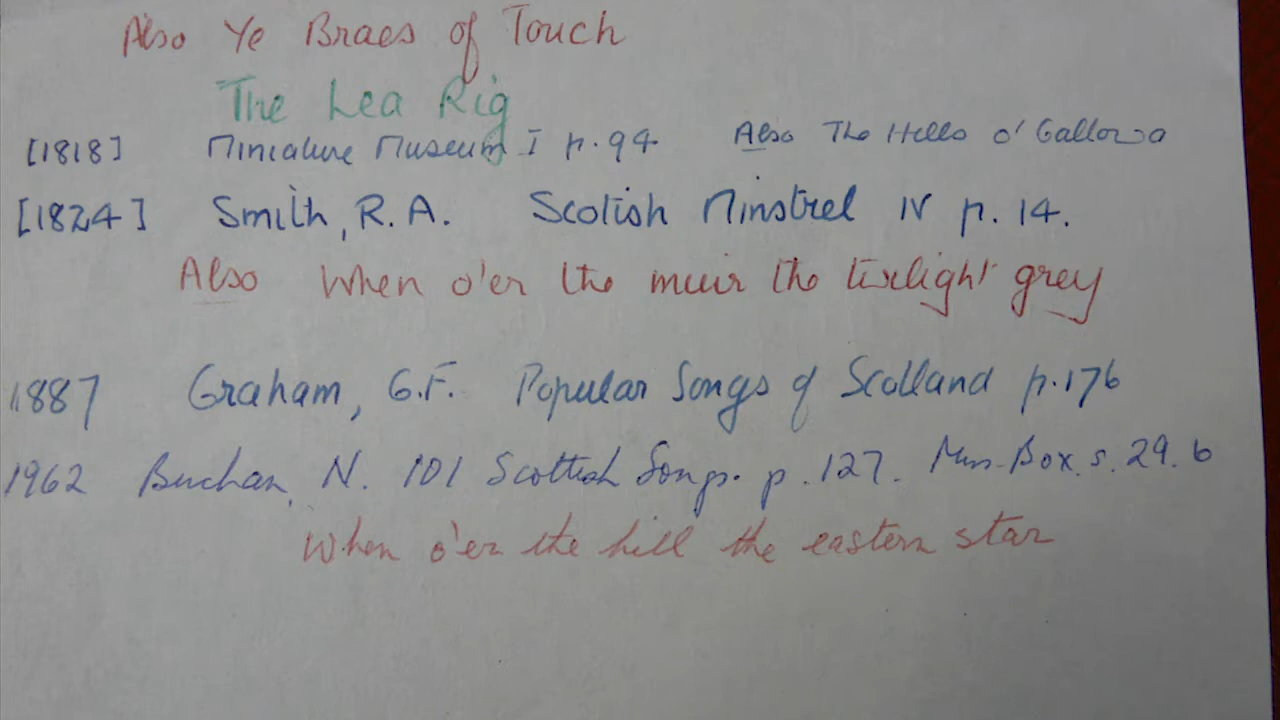 Also Ye Braes of Touch
The Lea Rig
[1818] Miniature Museum I p. 94 Also The Hills o' Gallowa
[1824] Smith, R.A. Scotish Minstrel IV p. 14.
Also When o'er the muir the twilight grey
1887 Graham, G.F. Popular Songs of Scotland p. 176
1962 Buchan, N. 101 Scottish Songs. p. 127. Mus. Box. s. 29. b
When o'er the hill the eastern star